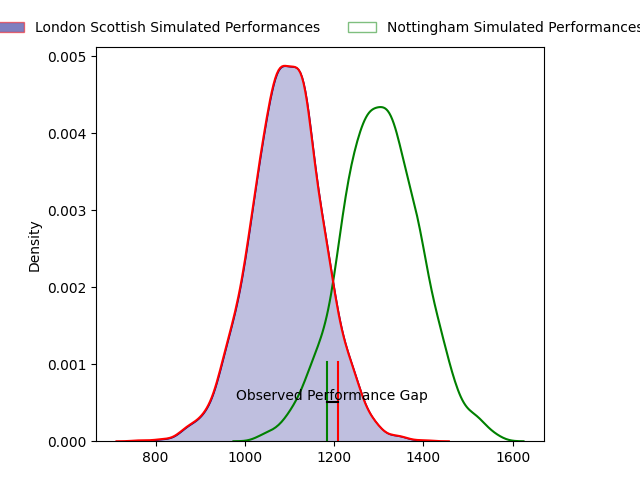 London Scottish Simulated Performances Nottingham Simulated Performances
0.005
0.004
0.003
0.002
0.001
0.000
Density
Observed Performance Gap
800 1000 1200 1400 1600